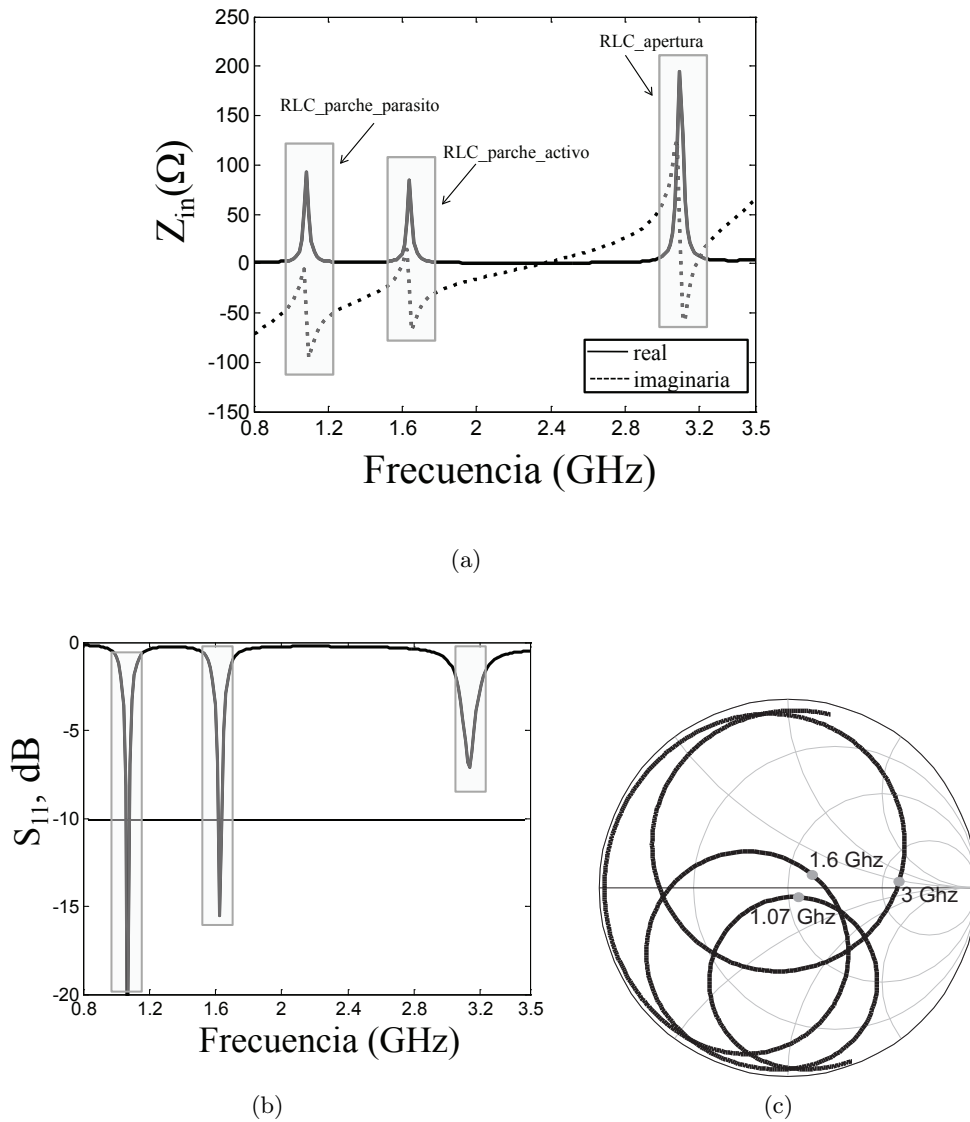 250
200
150
100
50
0
-50
-100
-150
Z_in(Ω)
RLC_parche_parasito
RLC_parche_activo
RLC_apertura
real
imaginaria
0.8 1.2 1.6 2 2.4 2.8 3.2 3.5
Frecuencia (GHz)
(a)
0
-5
-10
-15
-20
S_11, dB
0.8 1.2 1.6 2 2.4 2.8 3.2 3.5
Frecuencia (GHz)
(b)
1.6 Ghz
3 Ghz
1.07 Ghz
(c)